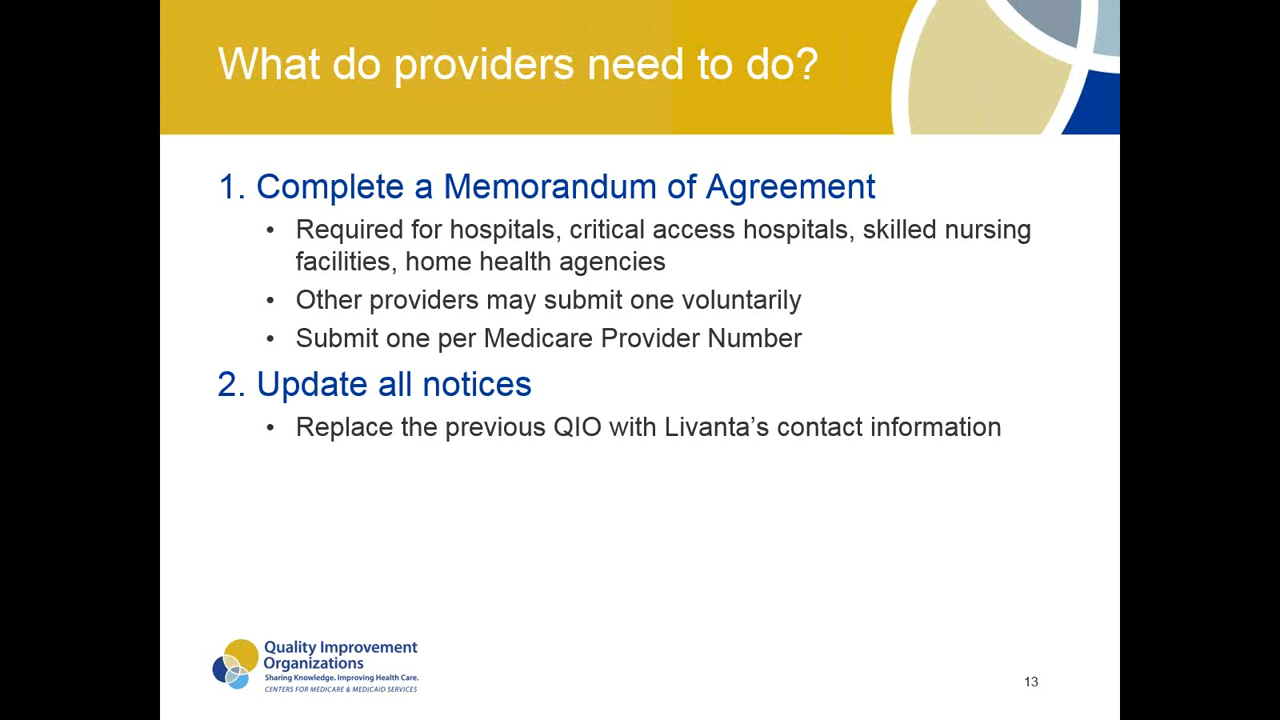 What do providers need to do?
1. Complete a Memorandum of Agreement
• Required for hospitals, critical access hospitals, skilled nursing
facilities, home health agencies
• Other providers may submit one voluntarily
• Submit one per Medicare Provider Number
2. Update all notices
• Replace the previous QIO with Livanta’s contact information
Quality Improvement
Organizations
Sharing Knowledge. Improving Health Care.
CENTERS FOR MEDICARE & MEDICAID SERVICES
13